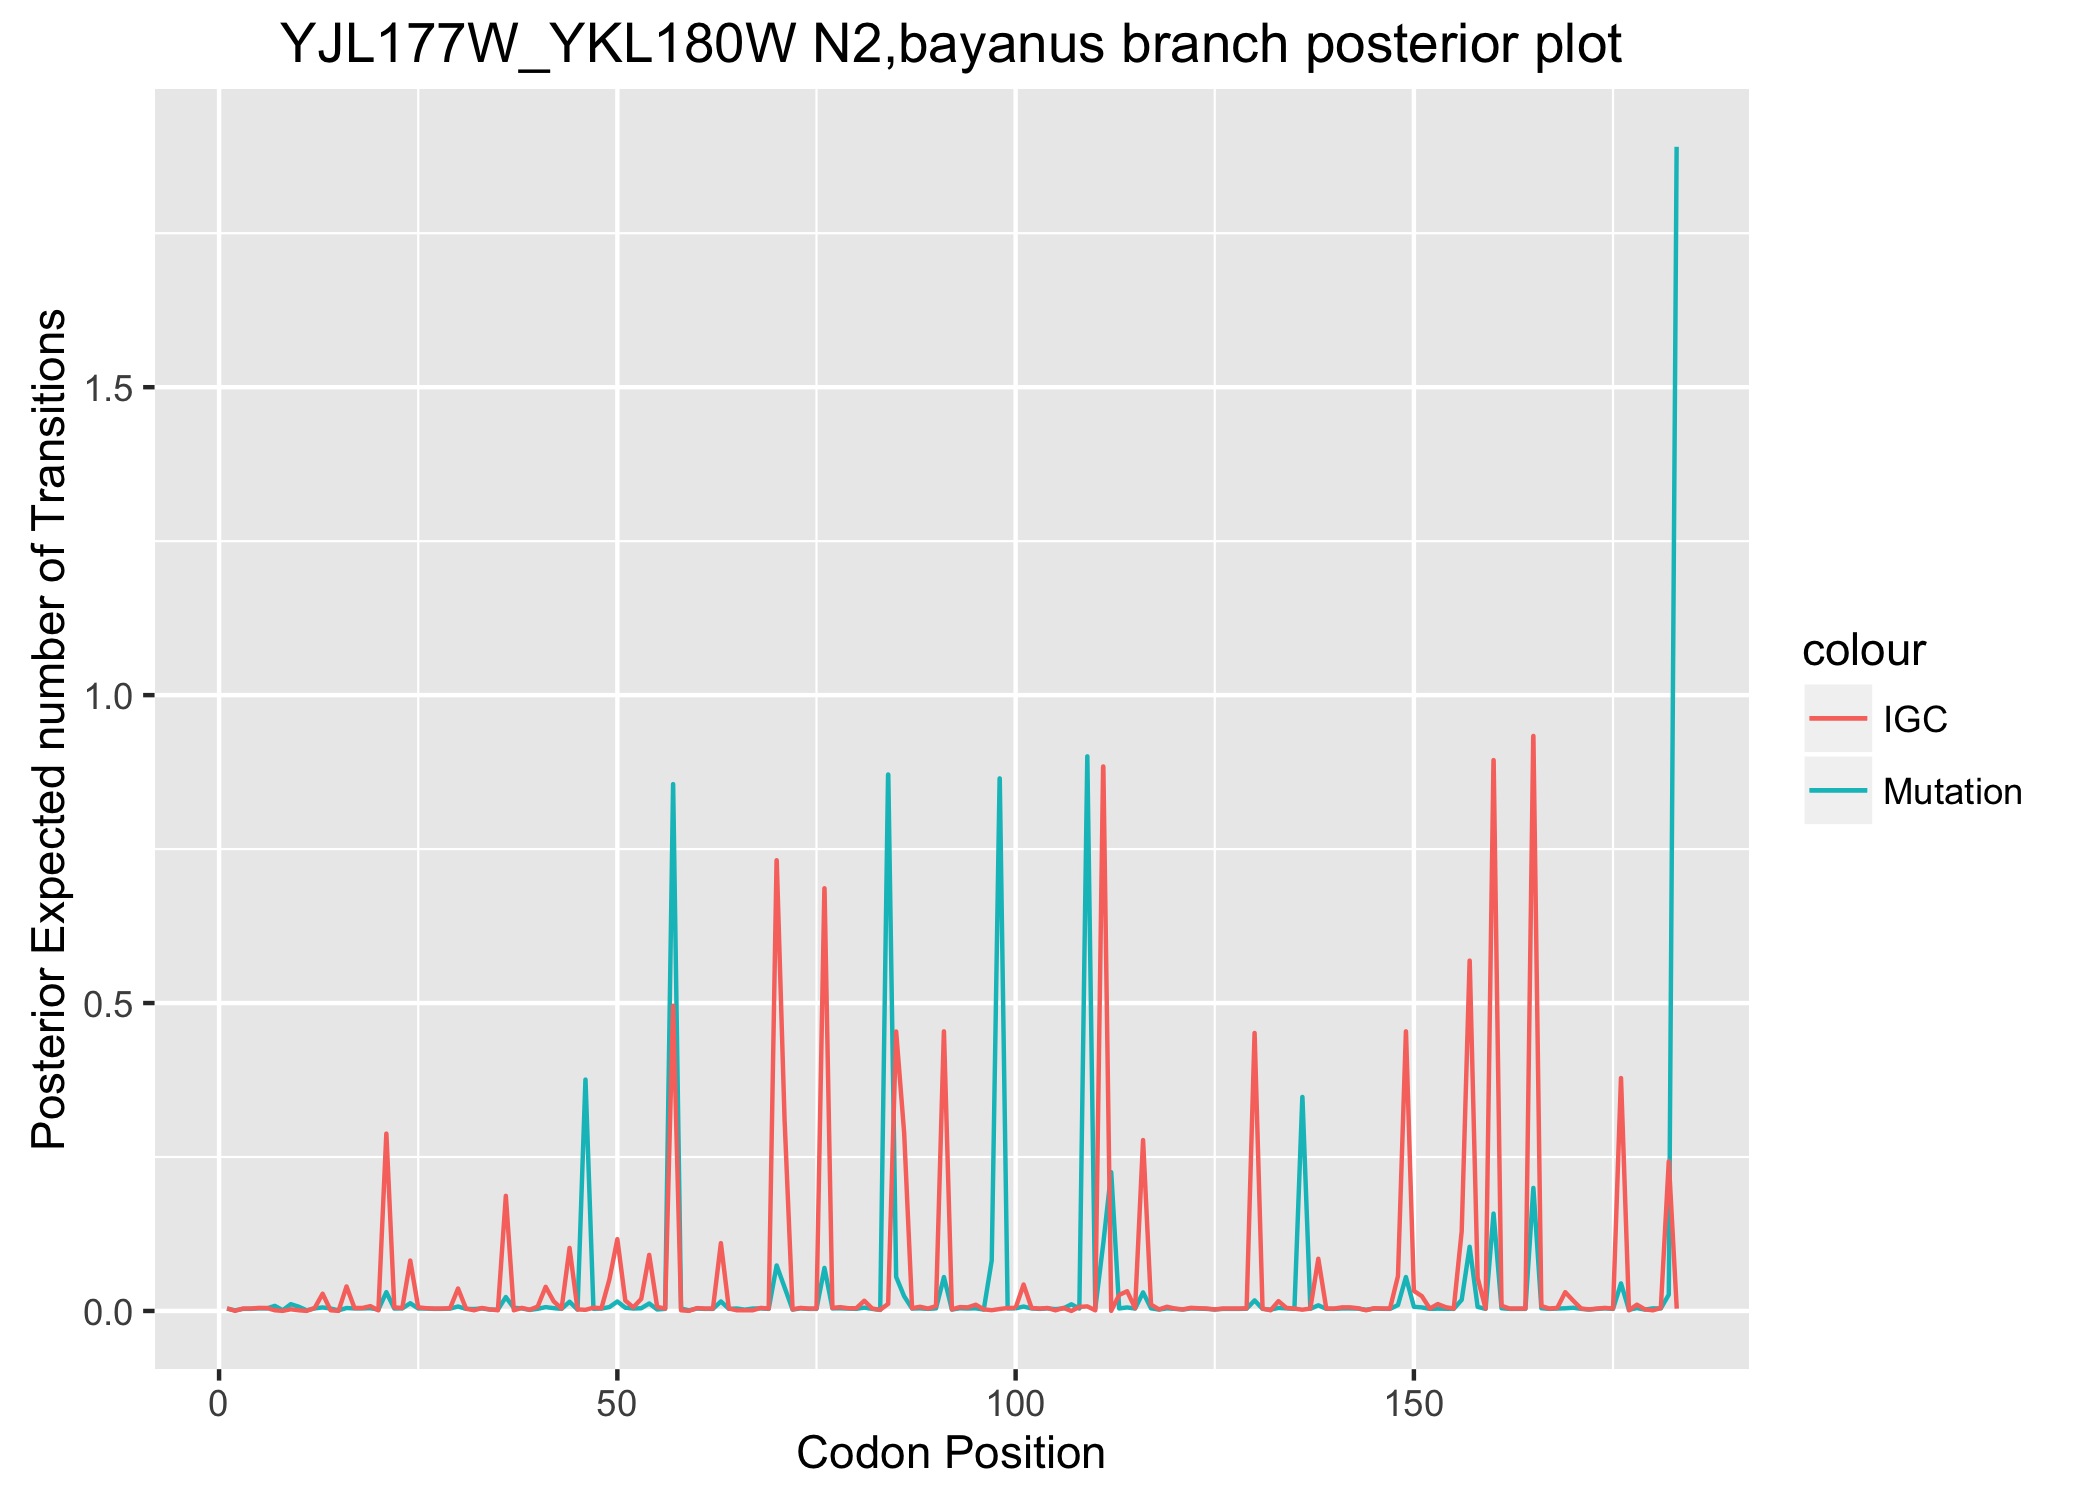 YJL177W_YKL180W N2,bayanus branch posterior plot
Posterior Expected number of Transitions
1.5
1.0
0.5
0.0
0 50 100 150
Codon Position
colour
IGC
Mutation